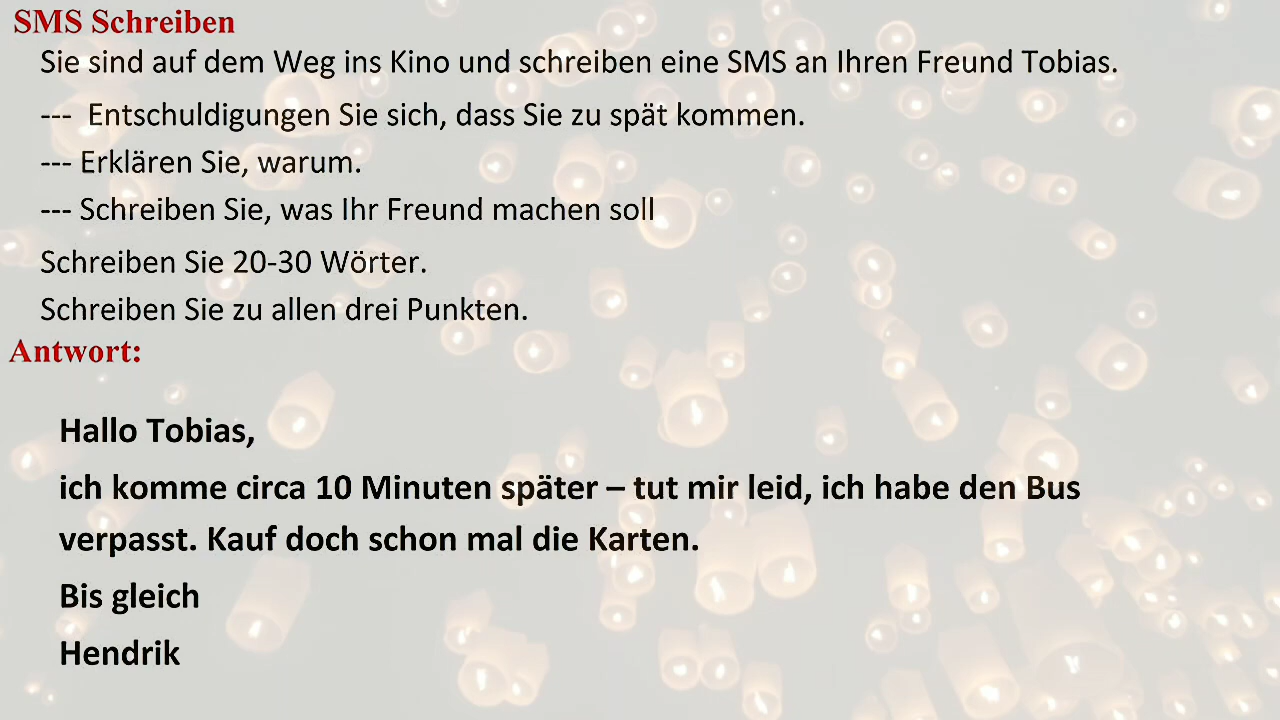 SMS Schreiben
Sie sind auf dem Weg ins Kino und schreiben eine SMS an Ihren Freund Tobias.
--- Entschuldigungen Sie sich, dass Sie zu spät kommen.
--- Erklären Sie, warum.
--- Schreiben Sie, was Ihr Freund machen soll
Schreiben Sie 20-30 Wörter.
Schreiben Sie zu allen drei Punkten.
Antwort:
Hallo Tobias,
ich komme circa 10 Minuten später – tut mir leid, ich habe den Bus
verpasst. Kauf doch schon mal die Karten.
Bis gleich
Hendrik